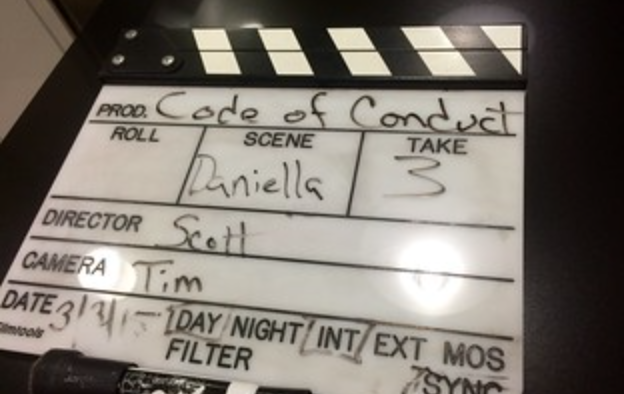 PROD. Code of Conduct
ROLL SCENE TAKE
Daniella 3
DIRECTOR Scott
CAMERA Tim
DATE 3/3/15 DAY NIGHT INT EXT MOS
filmtools FILTER SYNC